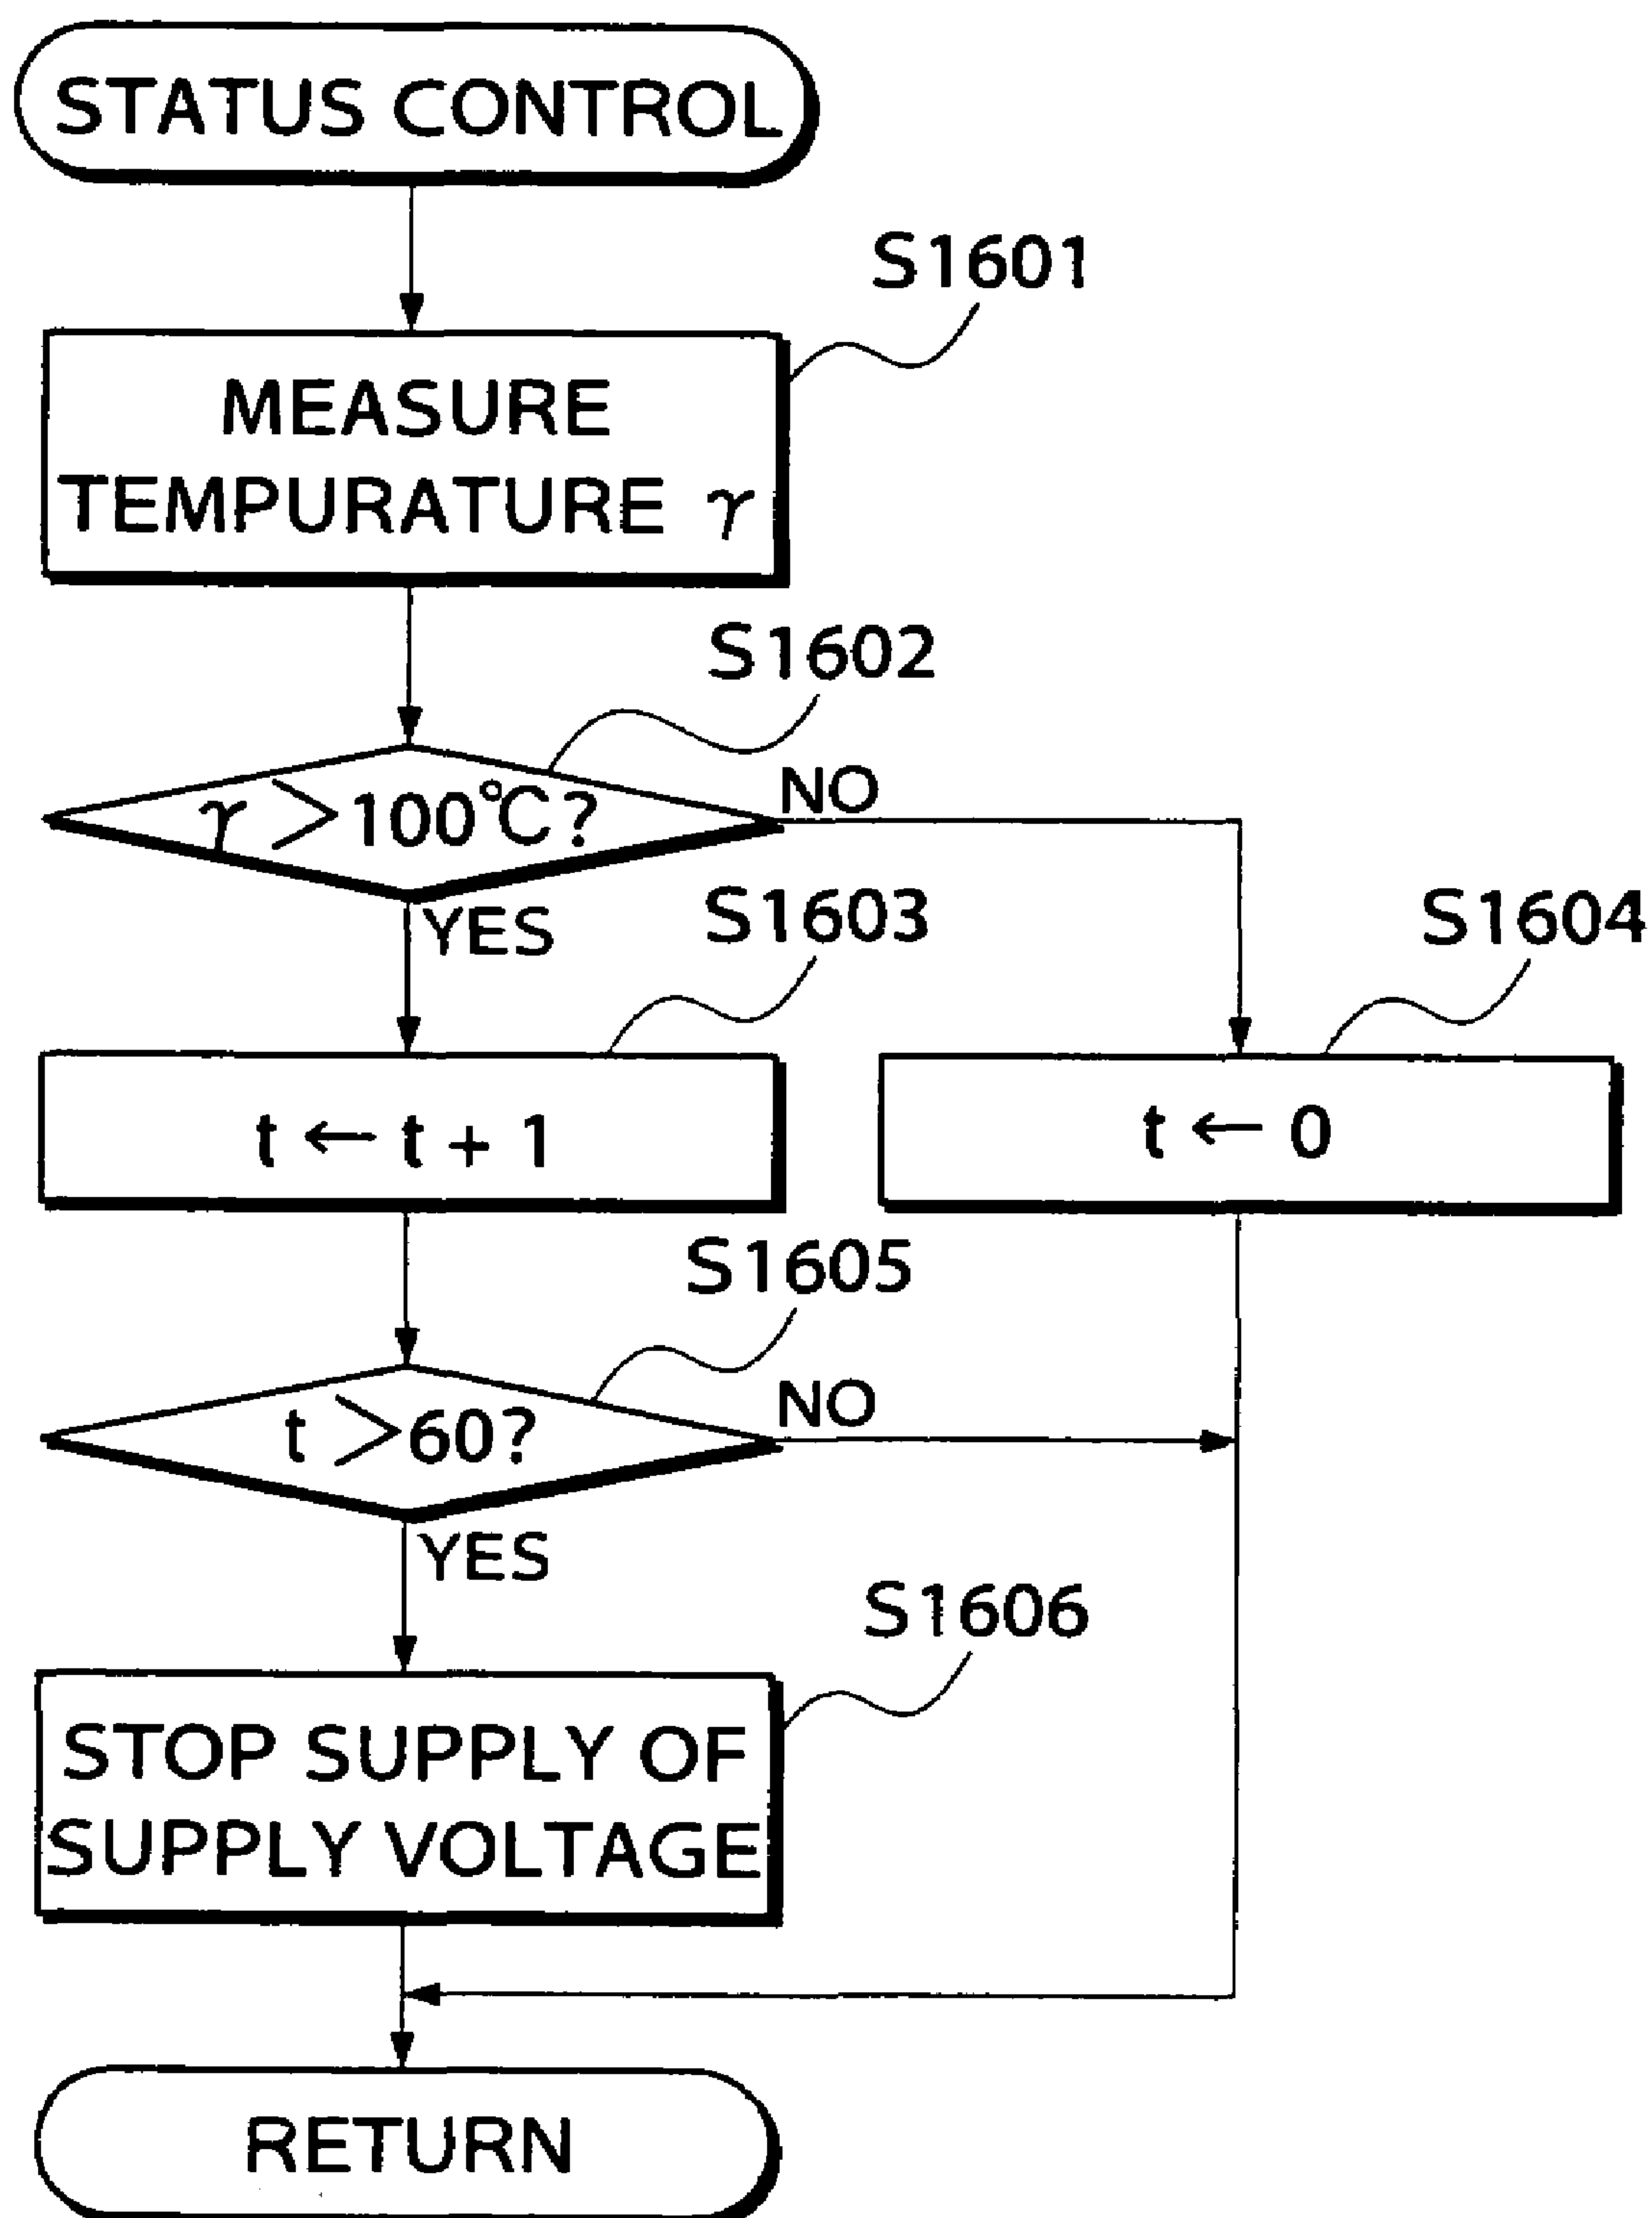 STATUS CONTROL
S1601
MEASURE
TEMPURATURE γ
S1602
γ >100℃?
NO
YES
S1603
S1604
t ← t + 1
t ← 0
S1605
t >60?
NO
YES
S1606
STOP SUPPLY OF
SUPPLY VOLTAGE
RETURN